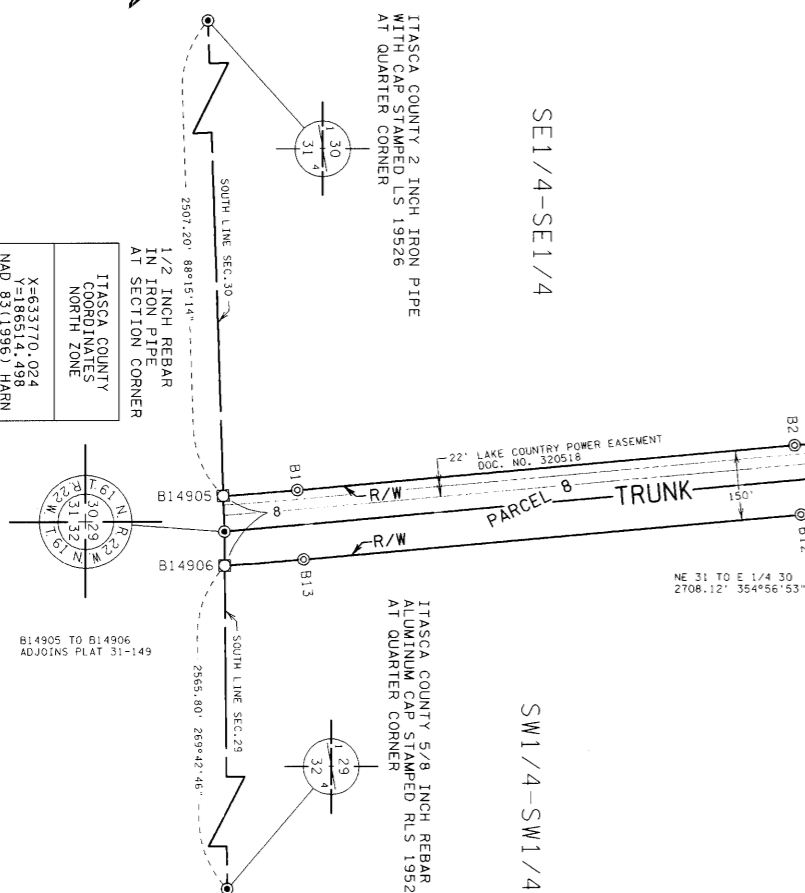 ITASCA COUNTY 2 INCH IRON PIPE
WITH CAP STAMPED LS 19526
AT QUARTER CORNER
SE1/4-SE1/4
1 30
31 4
SOUTH LINE SEC.30
2507.20' 88°15'14"
1/2 INCH REBAR
IN IRON PIPE
AT SECTION CORNER
ITASCA COUNTY
COORDINATES
NORTH ZONE
X=633770.024
Y=186514.498
NAD 83(1996) HARN
B14905
B14906
B1
B2
B13
B12
R/W
R/W
8
22' LAKE COUNTRY POWER EASEMENT
DOC. NO. 320518
PARCEL 8
TRUNK
150'
NE 31 TO E 1/4 30
2708.12' 354°56'53"
T.61 N. R.22 W.
T.61 N. R.22 W.
30 29
31 32
B14905 TO B14906
ADJOINS PLAT 31-149
SOUTH LINE SEC.29
2565.80' 269°42'46"
1 29
32 4
ITASCA COUNTY 5/8 INCH REBAR
ALUMINUM CAP STAMPED RLS 1952
AT QUARTER CORNER
SW1/4-SW1/4